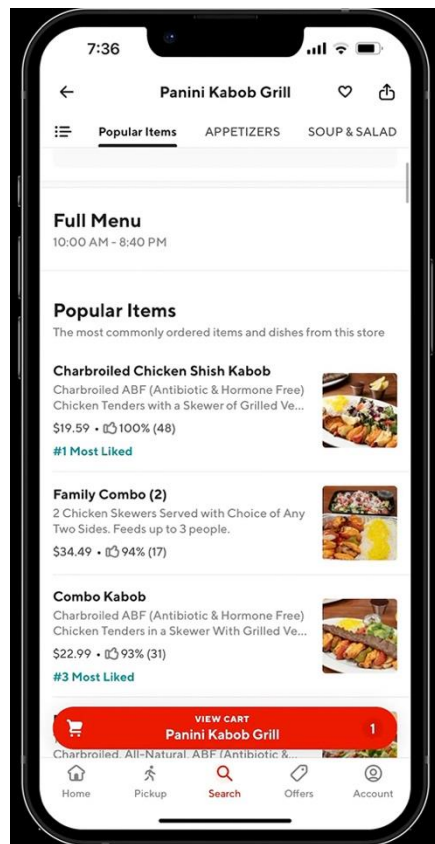 7:36
Panini Kabob Grill
Popular Items
APPETIZERS
SOUP & SALAD
Full Menu
10:00 AM - 8:40 PM
Popular Items
The most commonly ordered items and dishes from this store
Charbroiled Chicken Shish Kabob
Charbroiled ABF (Antibiotic & Hormone Free)
Chicken Tenders with a Skewer of Grilled Ve...
$19.59 • 100% (48)
#1 Most Liked
Family Combo (2)
2 Chicken Skewers Served with Choice of Any
Two Sides. Feeds up to 3 people.
$34.49 • 94% (17)
Combo Kabob
Charbroiled ABF (Antibiotic & Hormone Free)
Chicken Tenders in a Skewer With Grilled Ve...
$22.99 • 93% (31)
#3 Most Liked
VIEW CART
Panini Kabob Grill
1
Charbroiled, All-Natural, ABF (Antibiotic &...
Home
Pickup
Search
Offers
Account